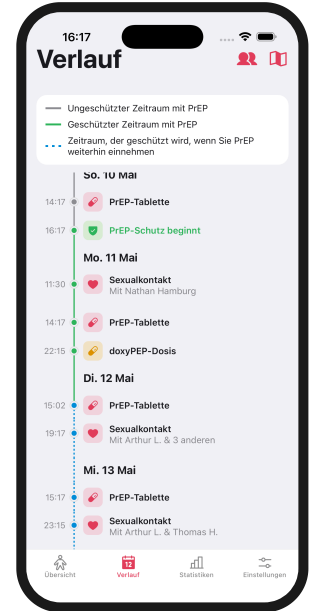 16:17
Verlauf
Ungeschützter Zeitraum mit PrEP
Geschützter Zeitraum mit PrEP
Zeitraum, der geschützt wird, wenn Sie PrEP
weiterhin einnehmen
So. 10 Mai
14:17 PrEP-Tablette
16:17 PrEP-Schutz beginnt
Mo. 11 Mai
11:30 Sexualkontakt
Mit Nathan Hamburg
14:17 PrEP-Tablette
22:15 doxyPEP-Dosis
Di. 12 Mai
15:02 PrEP-Tablette
19:17 Sexualkontakt
Mit Arthur L. & 3 anderen
Mi. 13 Mai
15:17 PrEP-Tablette
23:15 Sexualkontakt
Mit Arthur L. & Thomas H.
12
Übersicht Verlauf Statistiken Einstellungen